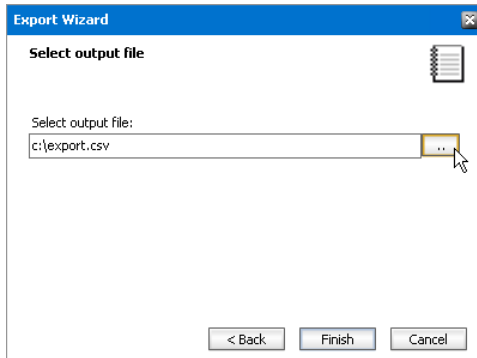 Export Wizard
Select output file
Select output file:
c:\export.csv
..
< Back Finish Cancel